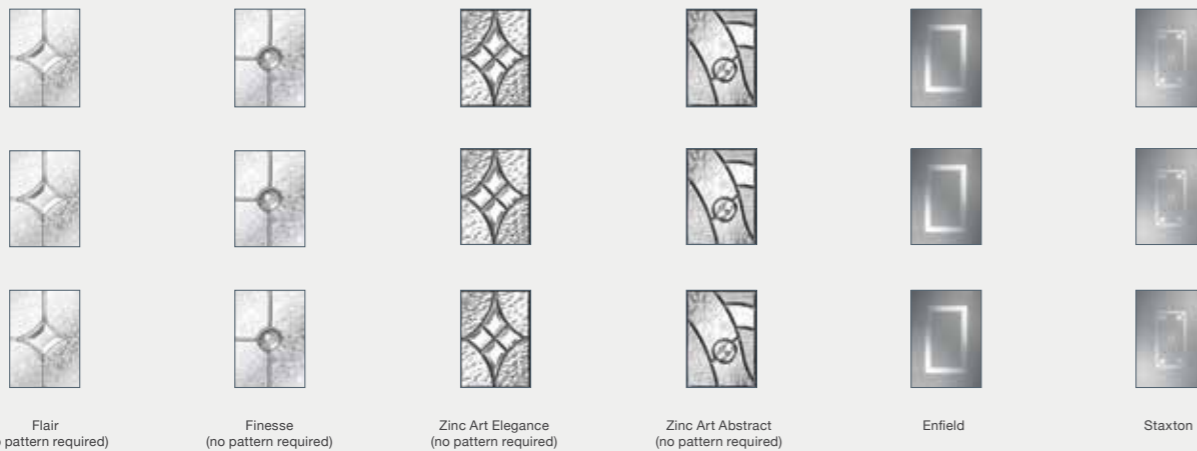 Flair
pattern required)
Finesse
(no pattern required)
Zinc Art Elegance
(no pattern required)
Zinc Art Abstract
(no pattern required)
Enfield
Staxton